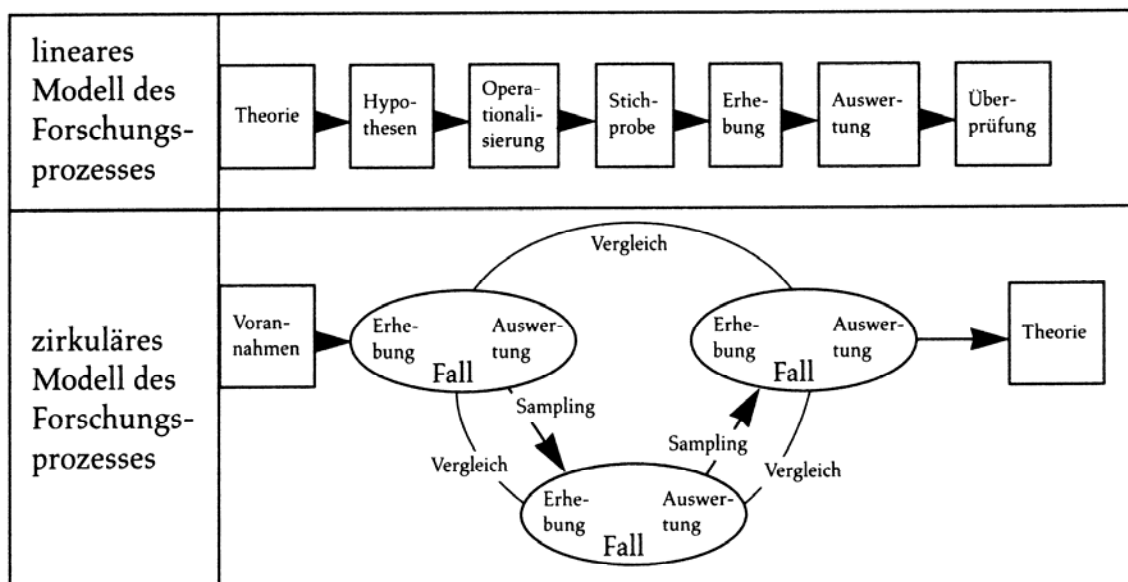 lineares
Modell des
Forschungs-
prozesses
Theorie
Hypo-
thesen
Opera-
tionali-
sierung
Stich-
probe
Erhe-
bung
Auswer-
tung
Über-
prüfung
zirkuläres
Modell des
Forschungs-
prozesses
Voran-
nahmen
Erhe-
bung
Auswer-
tung
Fall
Vergleich
Sampling
Vergleich
Erhe-
bung
Auswer-
tung
Fall
Sampling
Vergleich
Erhe-
bung
Auswer-
tung
Fall
Theorie